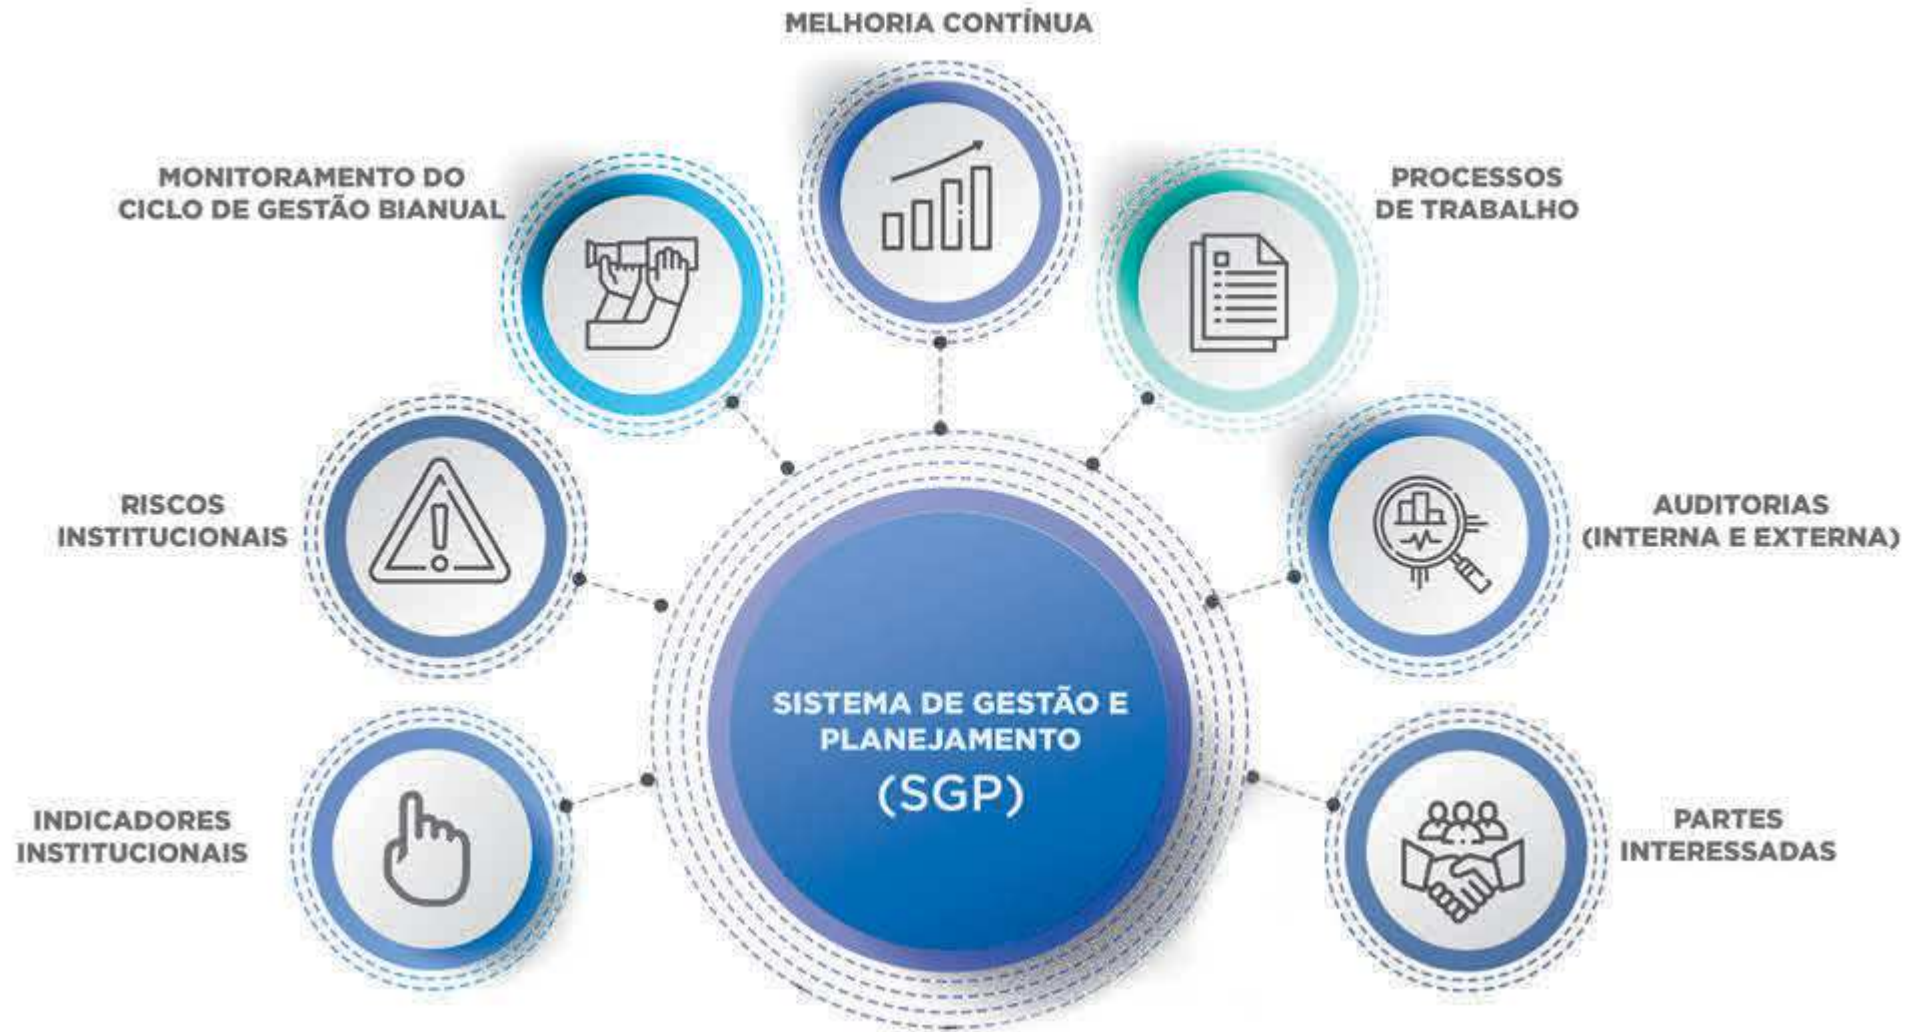 MELHORIA CONTÍNUA
MONITORAMENTO DO
CICLO DE GESTÃO BIANUAL
PROCESSOS
DE TRABALHO
RISCOS
INSTITUCIONAIS
AUDITORIAS
(INTERNA E EXTERNA)
SISTEMA DE GESTÃO E
PLANEJAMENTO
(SGP)
INDICADORES
INSTITUCIONAIS
PARTES
INTERESSADAS